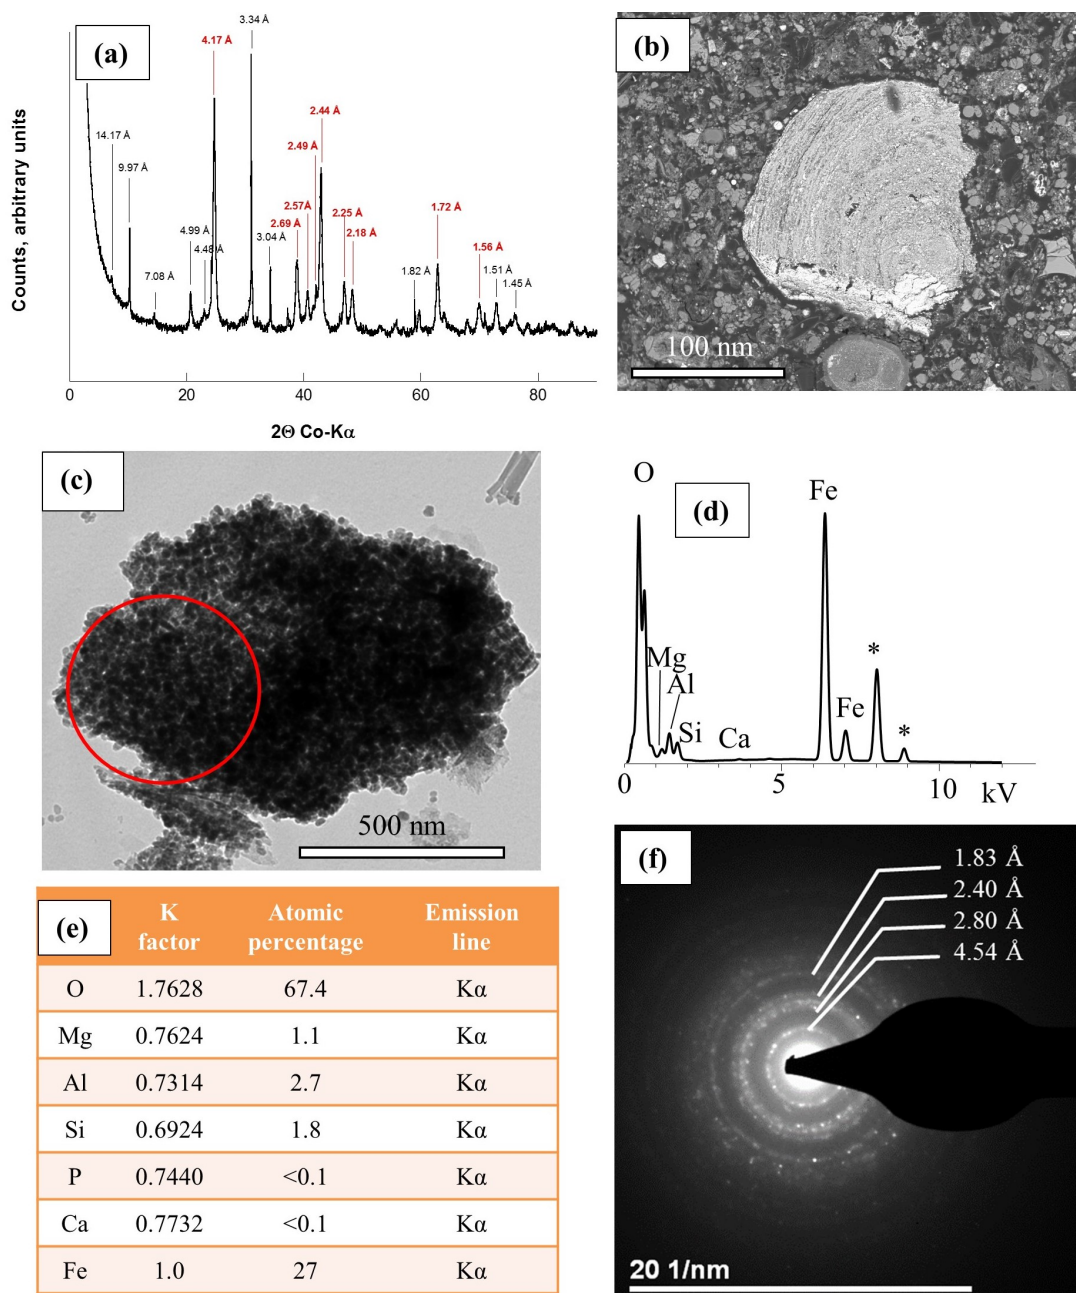 (a)
Counts, arbitrary units
14.17 Å
9.97 Å
7.08 Å
4.99 Å
4.48 Å
4.17 Å
3.34 Å
3.04 Å
2.69 Å
2.57Å
2.49 Å
2.44 Å
2.25 Å
2.18 Å
1.82 Å
1.72 Å
1.56 Å
1.51 Å
1.45 Å
0 20 40 60 80
2Θ Co-Kα
(b)
100 nm
(c)
500 nm
(d)
O
Mg
Al
Si
Ca
Fe
Fe
*
*
0 5 10 kV
(e) K factor Atomic percentage Emission line
O 1.7628 67.4 Kα
Mg 0.7624 1.1 Kα
Al 0.7314 2.7 Kα
Si 0.6924 1.8 Kα
P 0.7440 <0.1 Kα
Ca 0.7732 <0.1 Kα
Fe 1.0 27 Kα
(f)
1.83 Å
2.40 Å
2.80 Å
4.54 Å
20 1/nm